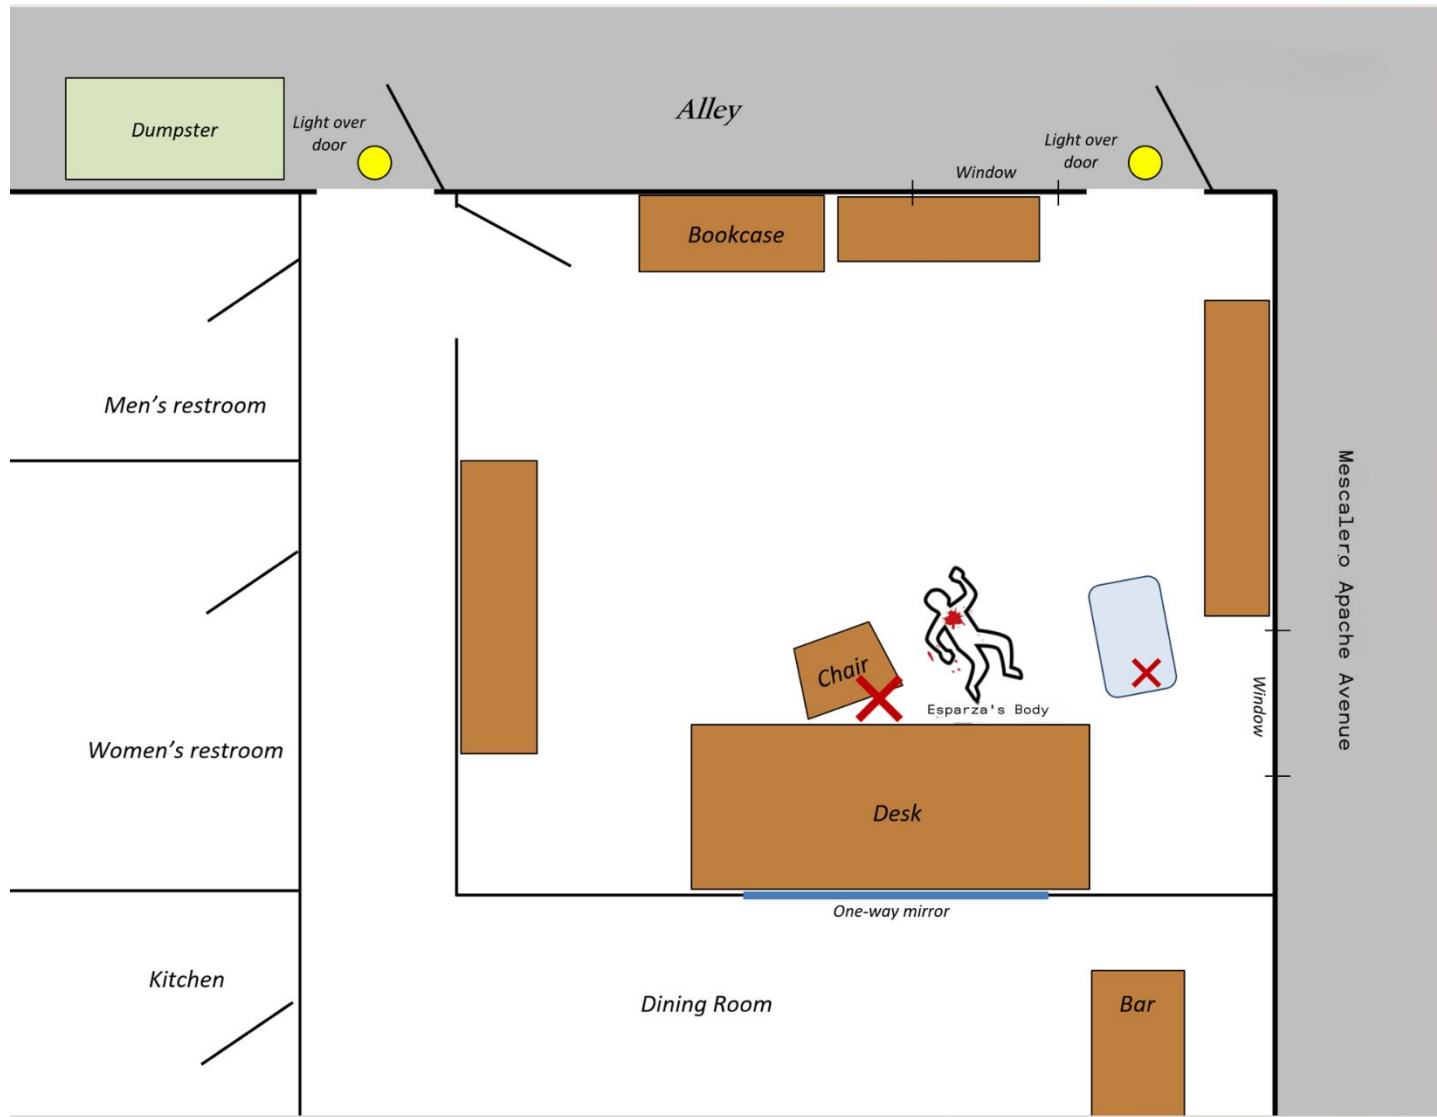 Alley
Dumpster
Light over
door
Light over
door
Window
Bookcase
Men's restroom
Mescalero Apache Avenue
Chair
Esparza's Body
Window
Women's restroom
Desk
One-way mirror
Kitchen
Dining Room
Bar